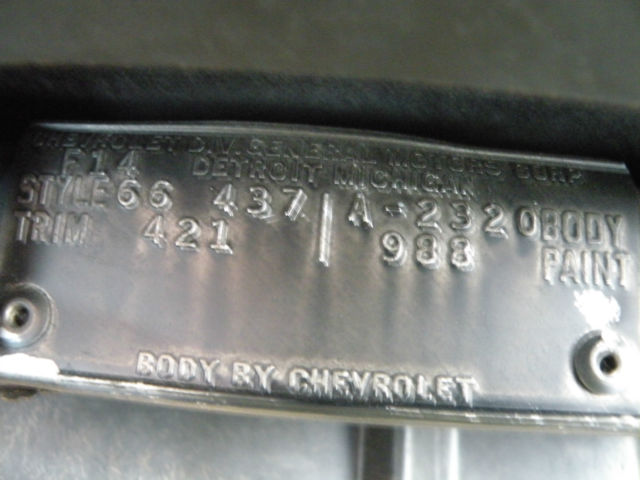 CHEVROLET DIV. GENERAL MOTORS CORP
F14 DETROIT MICHIGAN
STYLE 66 437 | A-2320 BODY
TRIM 421 | 988 PAINT
BODY BY CHEVROLET